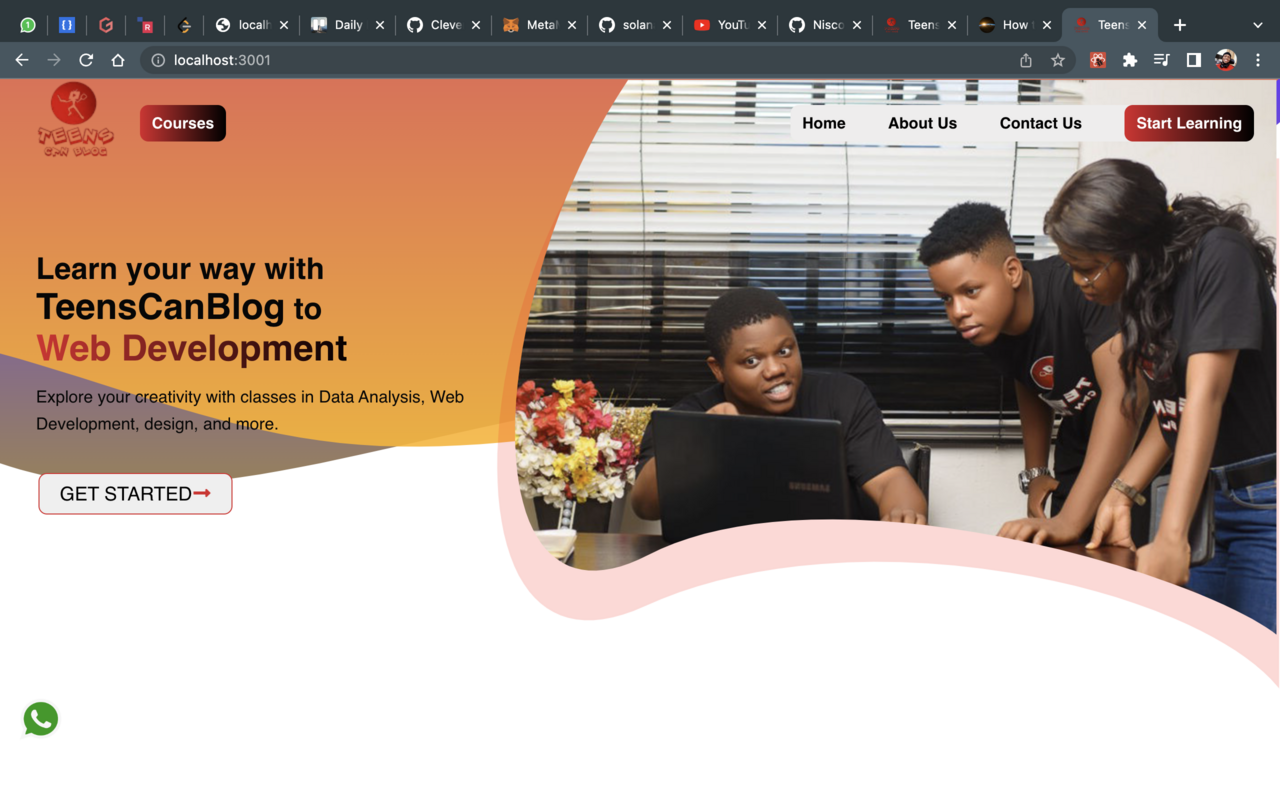 1
{}
R
localh
Daily
Cleve
Meta
solan
YouTu
Nisco
Teens
How t
Teens
localhost:3001
TEENS
CAN BLOG
Courses
Home
About Us
Contact Us
Start Learning
Learn your way with
TeensCanBlog to
Web Development
Explore your creativity with classes in Data Analysis, Web
Development, design, and more.
GET STARTED